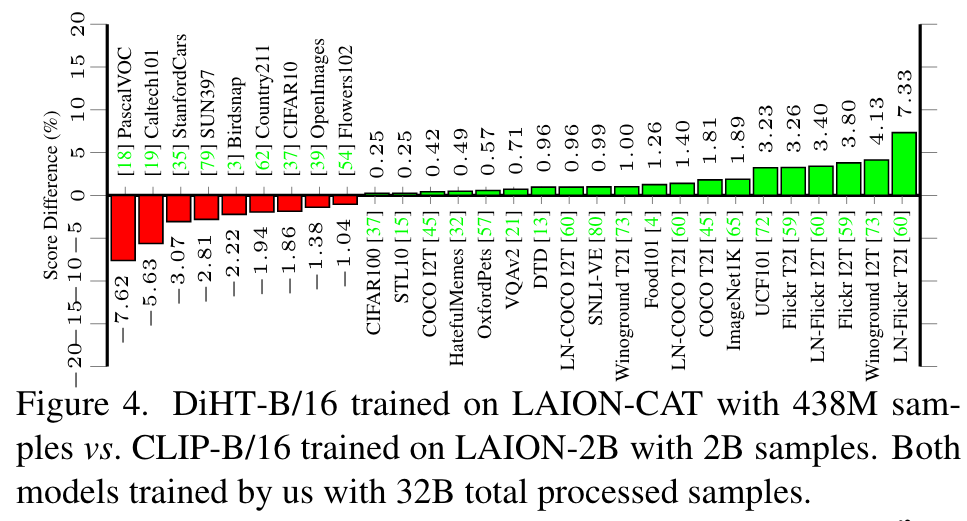 Score Difference (%)
20
15
10
5
0
−5
−10
−15
−20
[18] PascalVOC
[19] Caltech101
[35] StanfordCars
[79] SUN397
[3] Birdsnap
[62] Country211
[37] CIFAR10
[39] OpenImages
[54] Flowers102
−7.62
−5.63
−3.07
−2.81
−2.22
−1.94
−1.86
−1.38
−1.04
0.25
0.25
0.42
0.49
0.57
0.71
0.96
0.96
0.99
1.00
1.26
1.40
1.81
1.89
3.23
3.26
3.40
3.80
4.13
7.33
CIFAR100 [37]
STL10 [15]
COCO I2T [45]
HatefulMemes [32]
OxfordPets [57]
VQAv2 [21]
DTD [13]
LN-COCO I2T [60]
SNLI-VE [80]
Winoground T2I [73]
Food101 [4]
LN-COCO T2I [60]
COCO T2I [45]
ImageNet1K [65]
UCF101 [72]
Flickr T2I [59]
LN-Flickr I2T [60]
Flickr I2T [59]
Winoground I2T [73]
LN-Flickr T2I [60]
Figure 4. DiHT-B/16 trained on LAION-CAT with 438M sam-
ples vs. CLIP-B/16 trained on LAION-2B with 2B samples. Both
models trained by us with 32B total processed samples.